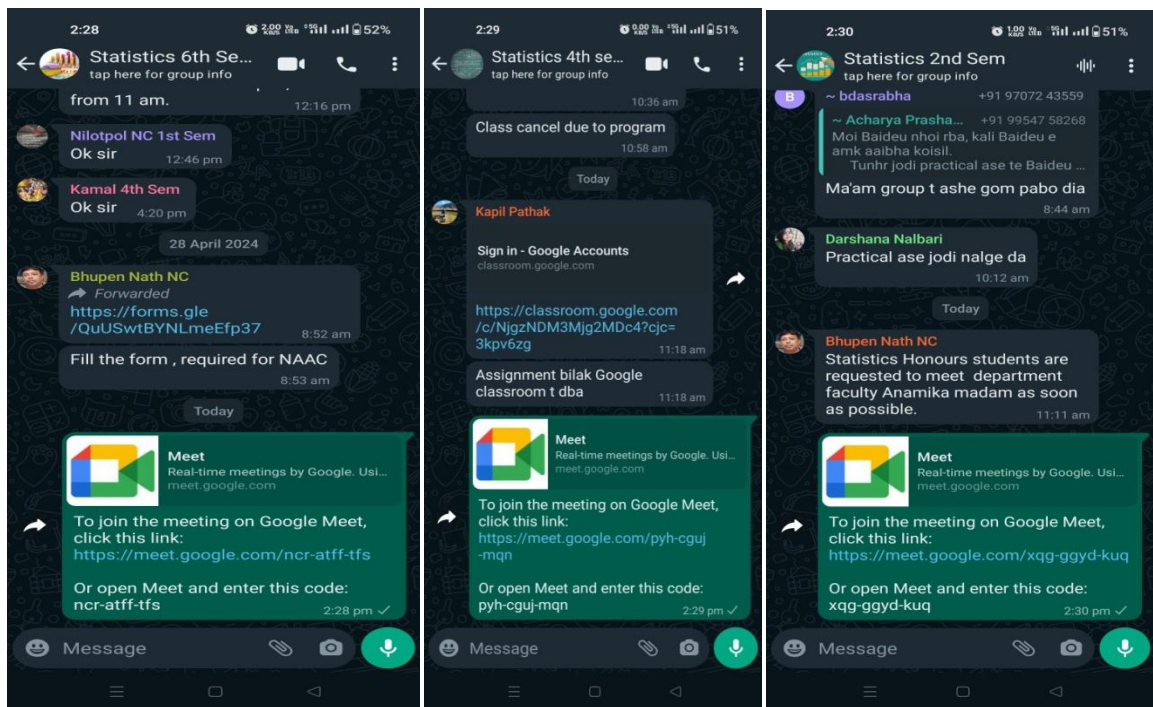 2:28
2.00 KB/S
5G
52%
Statistics 6th Se...
tap here for group info
from 11 am.
12:16 pm
Nilotpol NC 1st Sem
Ok sir
12:46 pm
Kamal 4th Sem
Ok sir
4:20 pm
28 April 2024
Bhupen Nath NC
Forwarded
https://forms.gle
/QuUSwtBYNLmeEfp37
8:52 am
Fill the form , required for NAAC
8:53 am
Today
Meet
Real-time meetings by Google. Usi...
meet.google.com
To join the meeting on Google Meet,
click this link:
https://meet.google.com/ncr-atff-tfs
Or open Meet and enter this code:
ncr-atff-tfs
2:28 pm
Message
2:29
0.00 KB/S
5G
51%
Statistics 4th se...
tap here for group info
10:36 am
Class cancel due to program
10:58 am
Today
Kapil Pathak
Sign in - Google Accounts
classroom.google.com
https://classroom.google.com
/c/NjgzNDM3Mjg2MDc4?cjc=
3kpv6zg
11:18 am
Assignment bilak Google
classroom t dba
11:18 am
Meet
Real-time meetings by Google. Usi...
meet.google.com
To join the meeting on Google Meet,
click this link:
https://meet.google.com/pyh-cguj
-mqn
Or open Meet and enter this code:
pyh-cguj-mqn
2:29 pm
Message
2:30
1.00 KB/S
5G
51%
Statistics 2nd Sem
tap here for group info
B
~ bdasrabha +91 97072 43559
~ Acharya Prasha... +91 99547 58268
Moi Baideu nhoi rba, kali Baideu e
amk aaibha koisil.
Tunhr jodi practical ase te Baideu ...
Ma'am group t ashe gom pabo dia
8:44 am
Darshana Nalbari
Practical ase jodi nalge da
10:12 am
Today
Bhupen Nath NC
Statistics Honours students are
requested to meet department
faculty Anamika madam as soon
as possible.
11:11 am
Meet
Real-time meetings by Google. Usi...
meet.google.com
To join the meeting on Google Meet,
click this link:
https://meet.google.com/xqg-ggyd-kuq
Or open Meet and enter this code:
xqg-ggyd-kuq
2:30 pm
Message